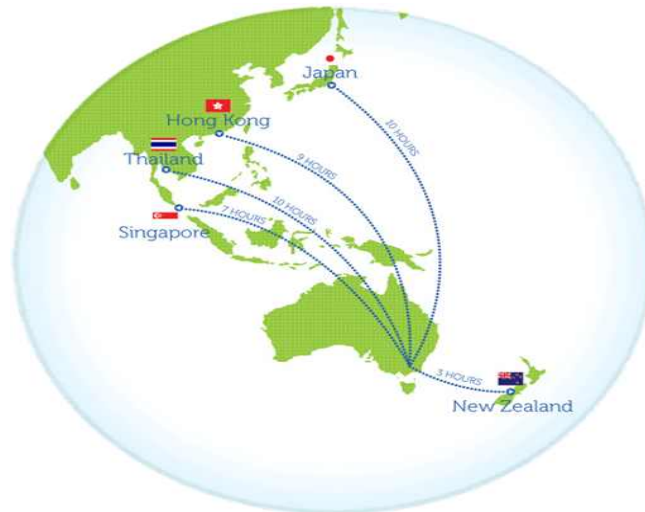 Japan
Hong Kong
10 HOURS
Thailand
9 HOURS
10 HOURS
7 HOURS
Singapore
3 HOURS
New Zealand